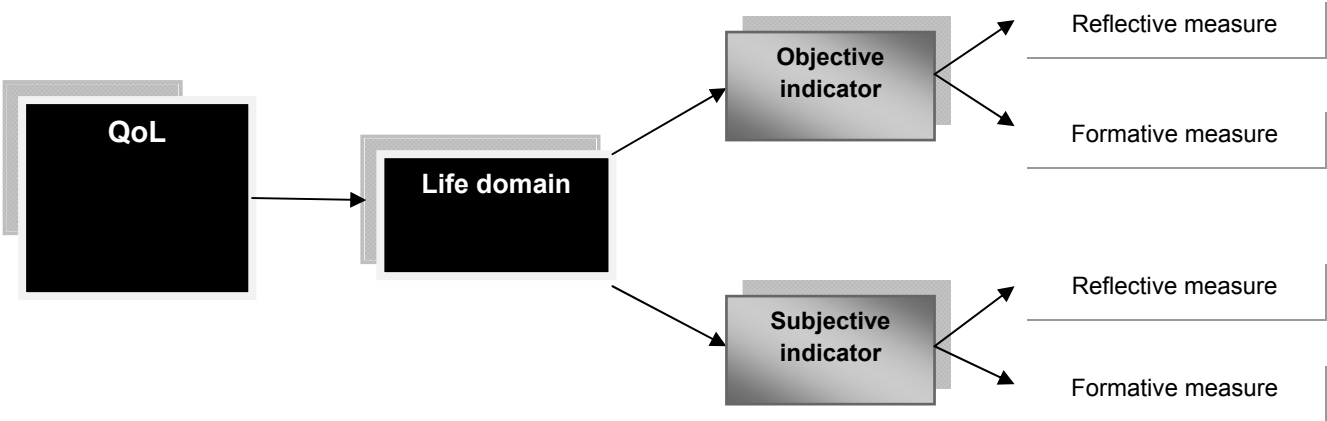 QoL
Life domain
Objective
indicator
Reflective measure
Formative measure
Subjective
indicator
Reflective measure
Formative measure